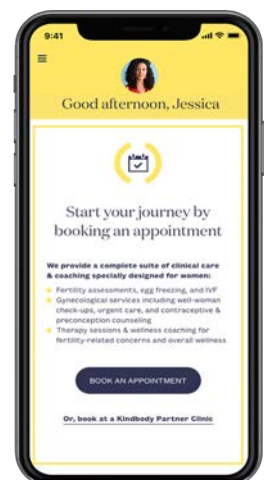 9:41
Good afternoon, Jessica
Start your journey by
booking an appointment
We provide a complete suite of clinical care
& coaching specially designed for women:
Fertility assessments, egg freezing, and IVF
Gynecological services including well-woman
check-ups, urgent care, and contraceptive &
preconception counseling
Therapy sessions & wellness coaching for
fertility-related concerns and overall wellness
BOOK AN APPOINTMENT
Or, book at a Kindbody Partner Clinic